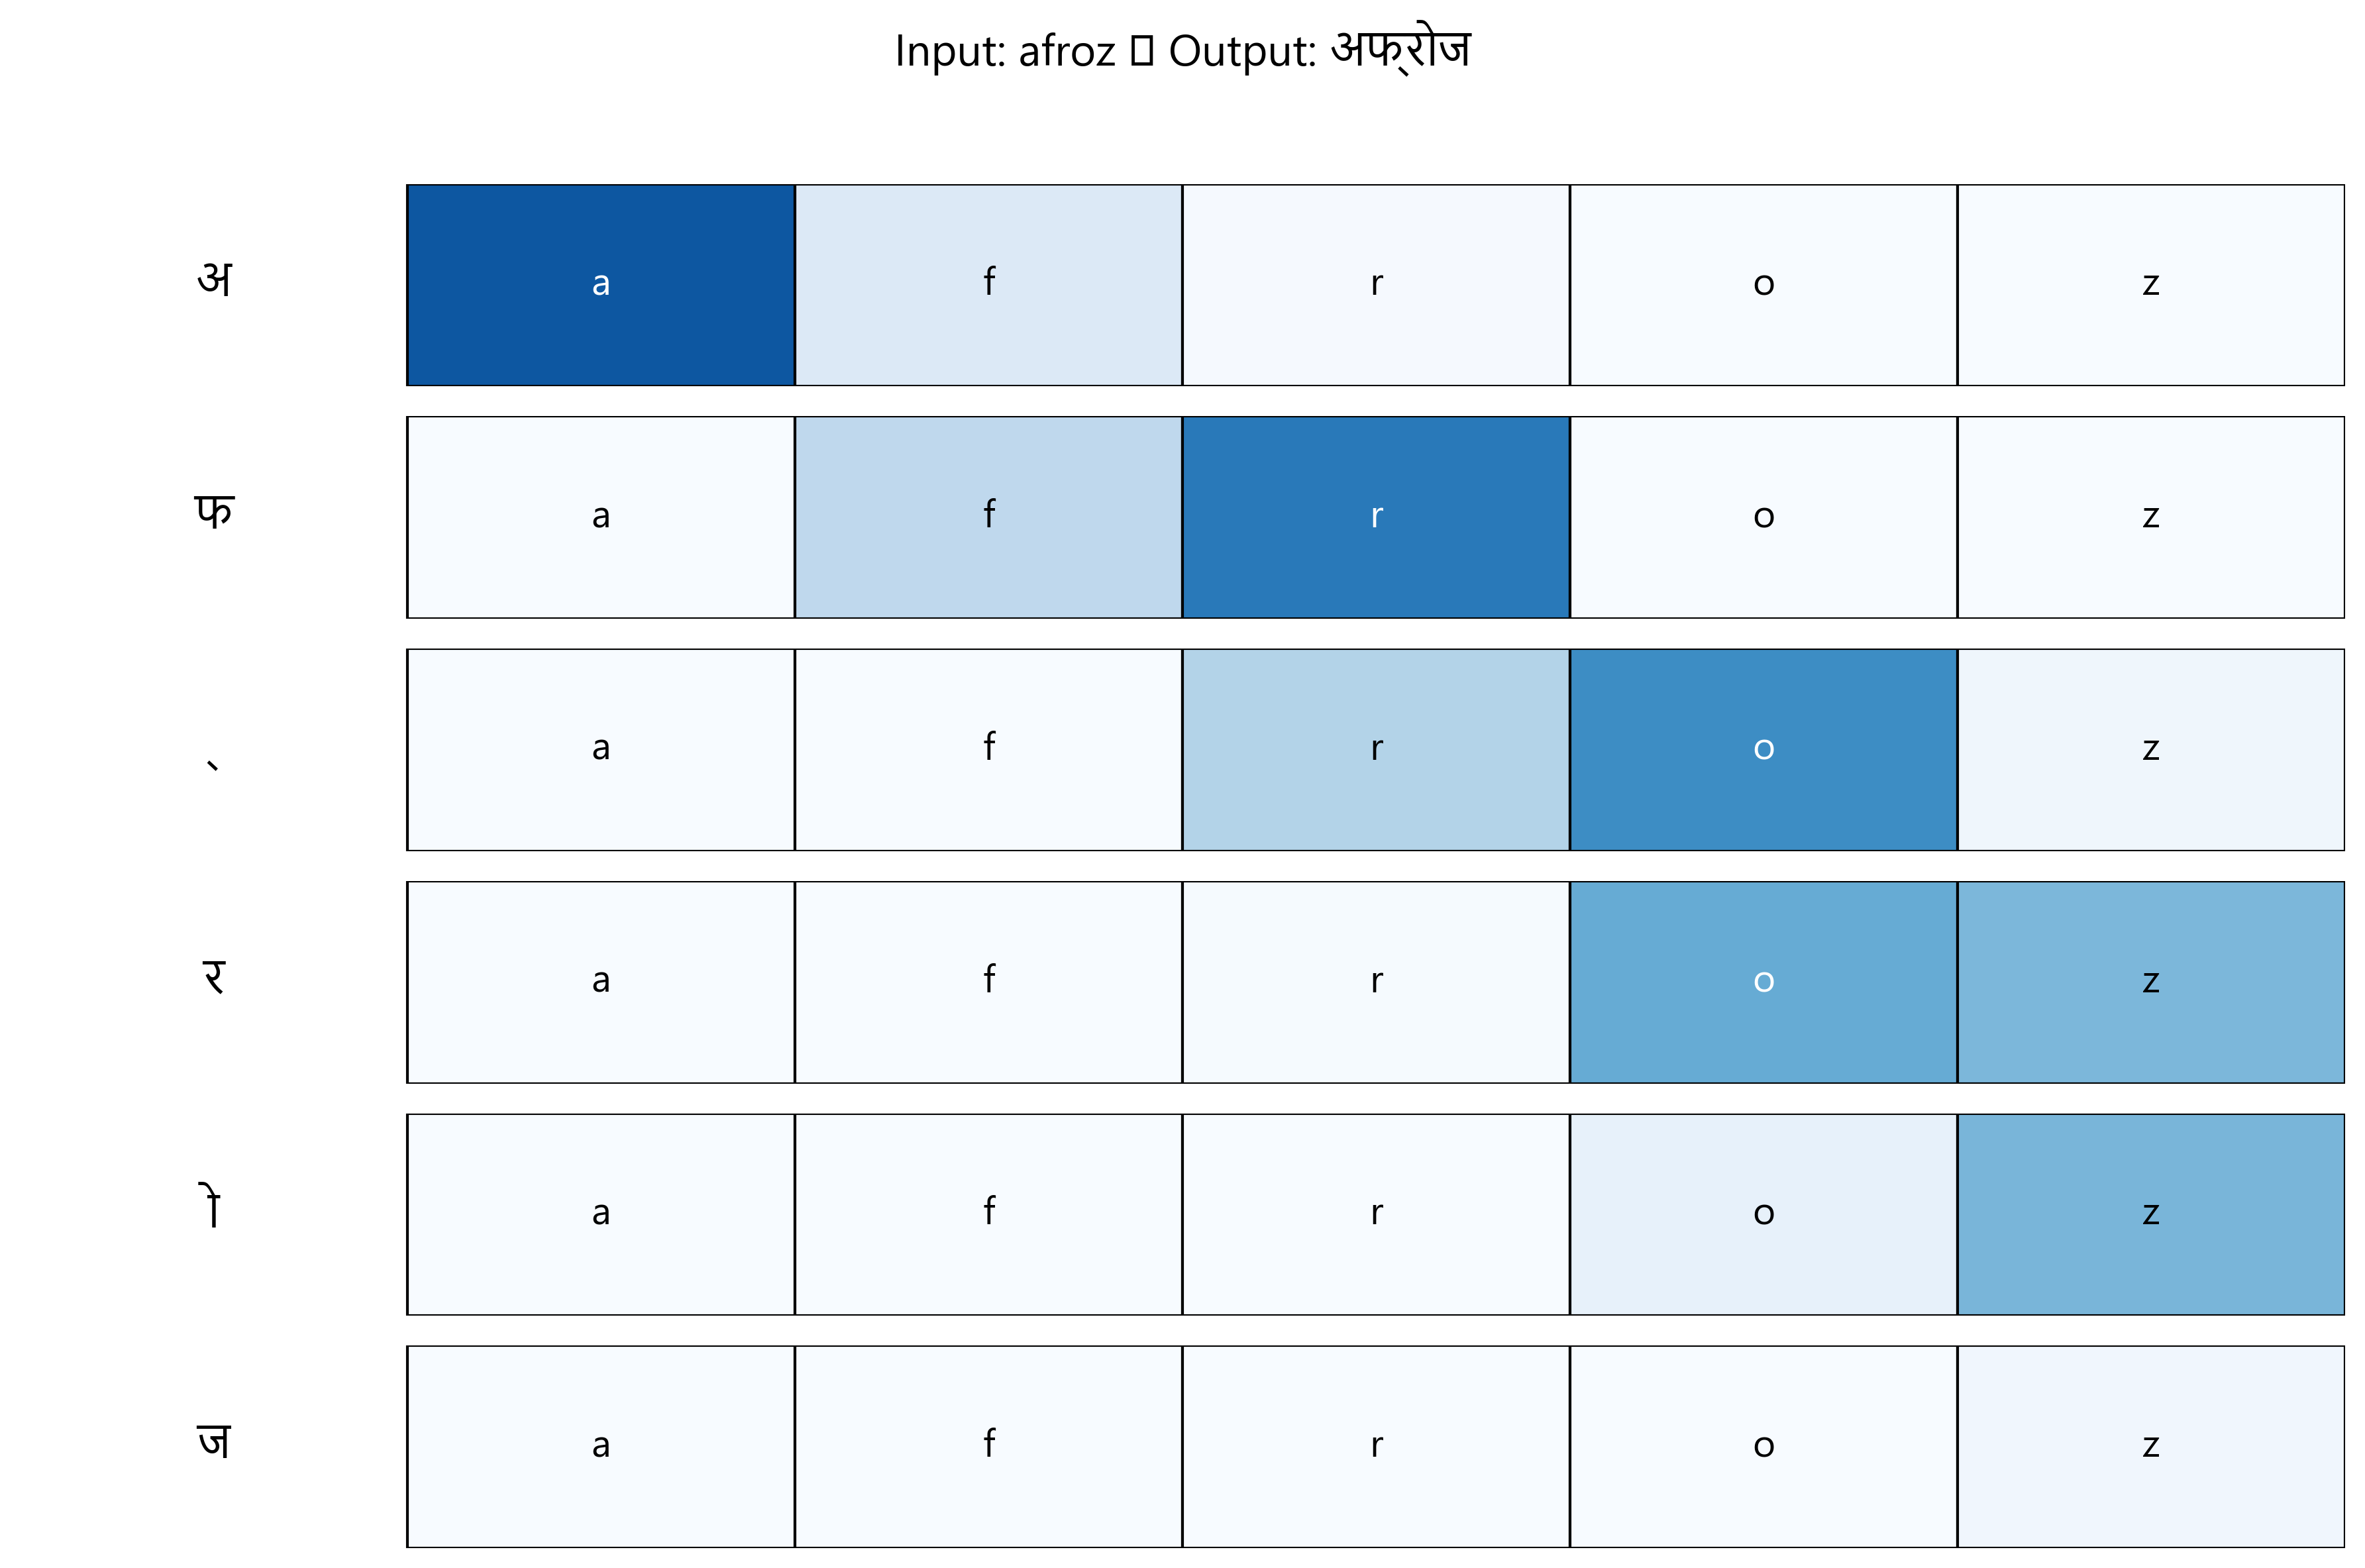 Input: afroz □ Output: अफ्रोज
अ a f r o z
फ a f r o z
् a f r o z
र a f r o z
ो a f r o z
ज a f r o z